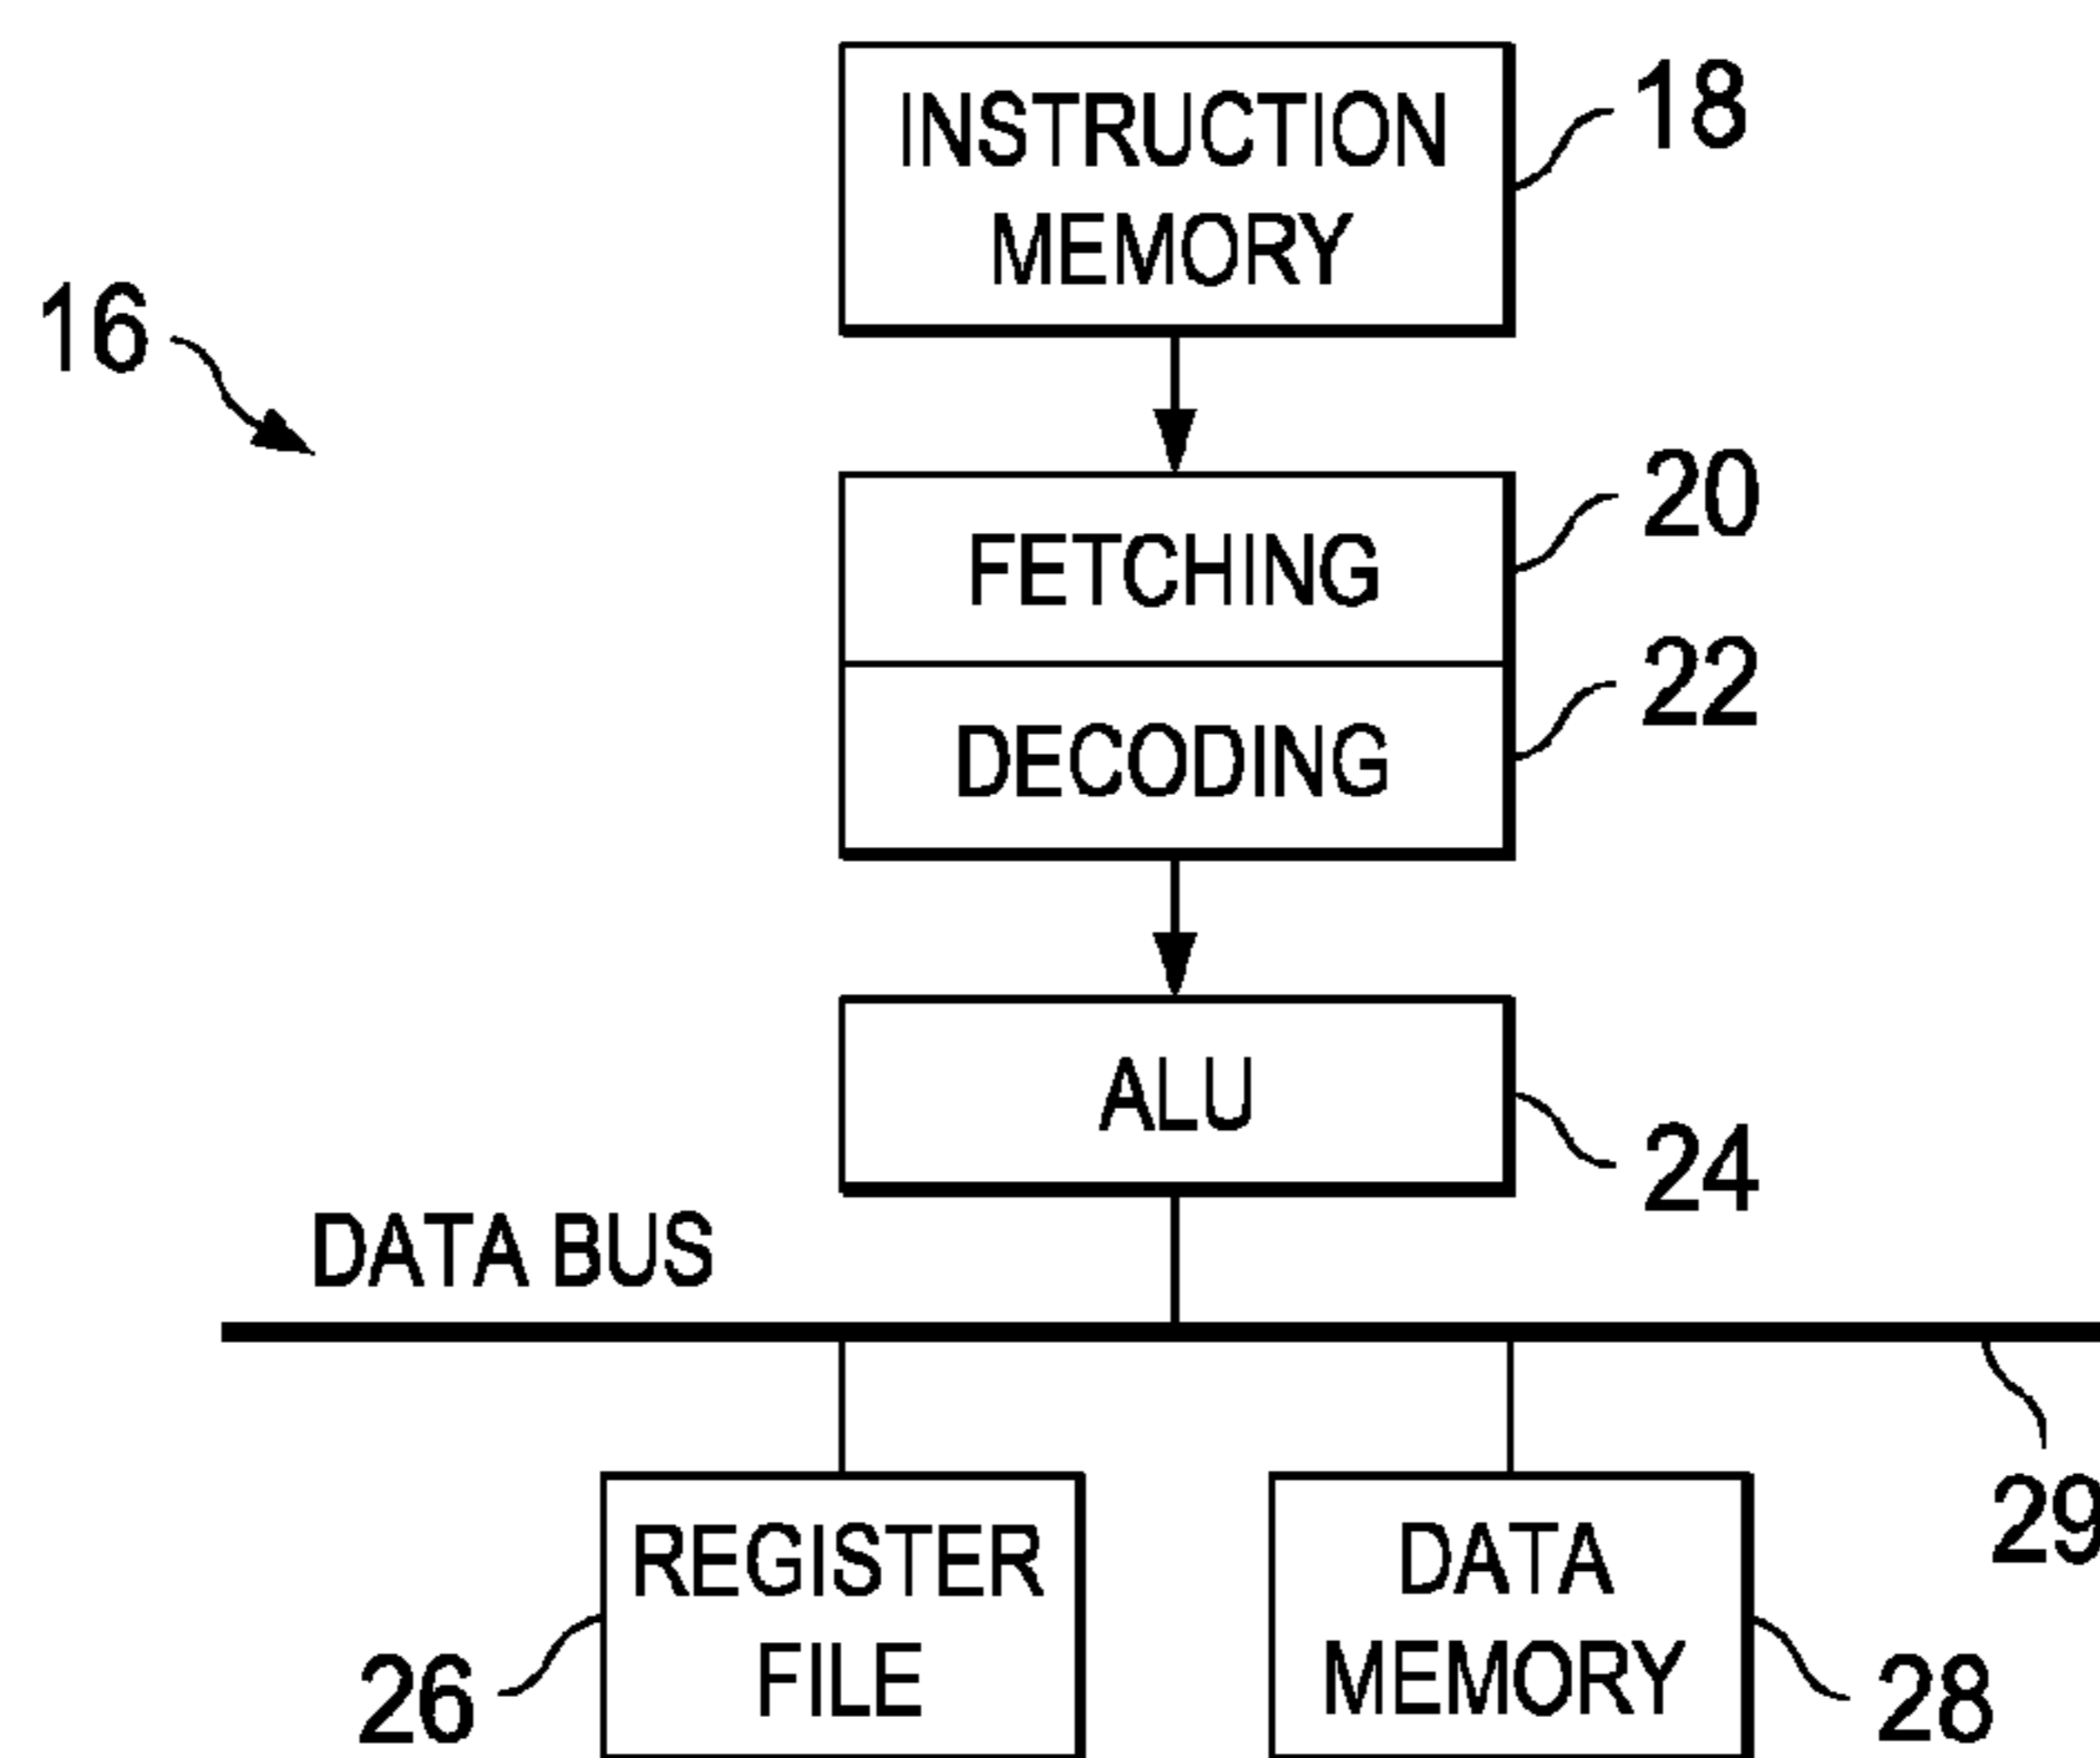 INSTRUCTION
MEMORY
18
16
FETCHING
20
DECODING
22
ALU
24
DATA BUS
29
REGISTER
FILE
26
DATA
MEMORY
28